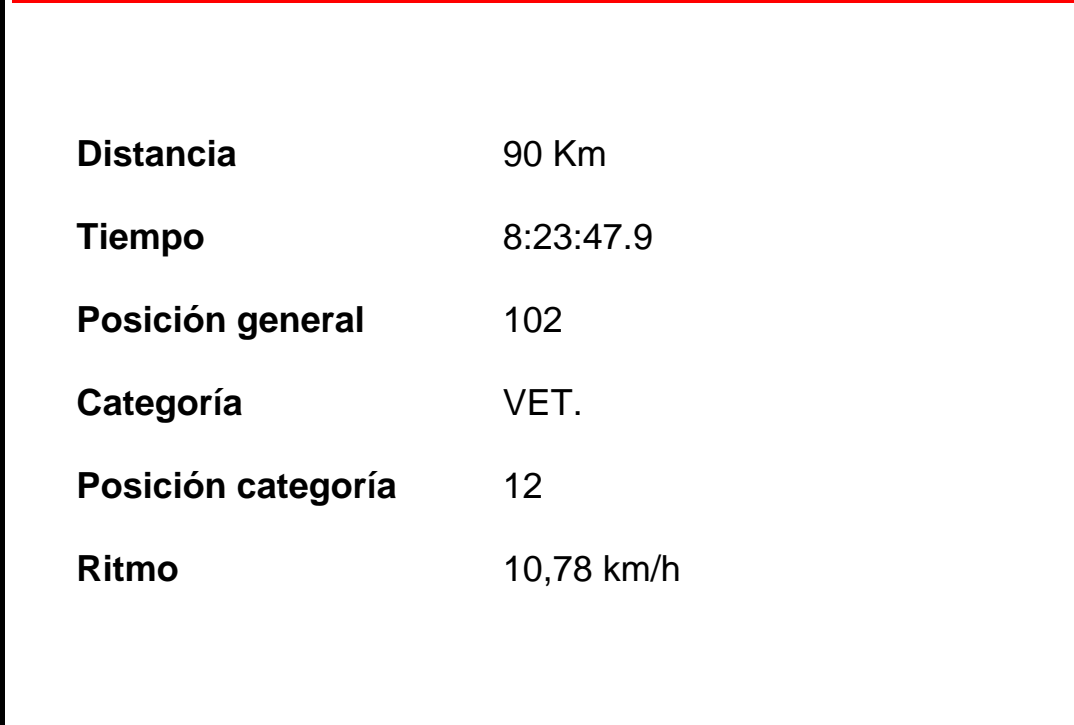 Distancia 90 Km
Tiempo 8:23:47.9
Posición general 102
Categoría VET.
Posición categoría 12
Ritmo 10,78 km/h